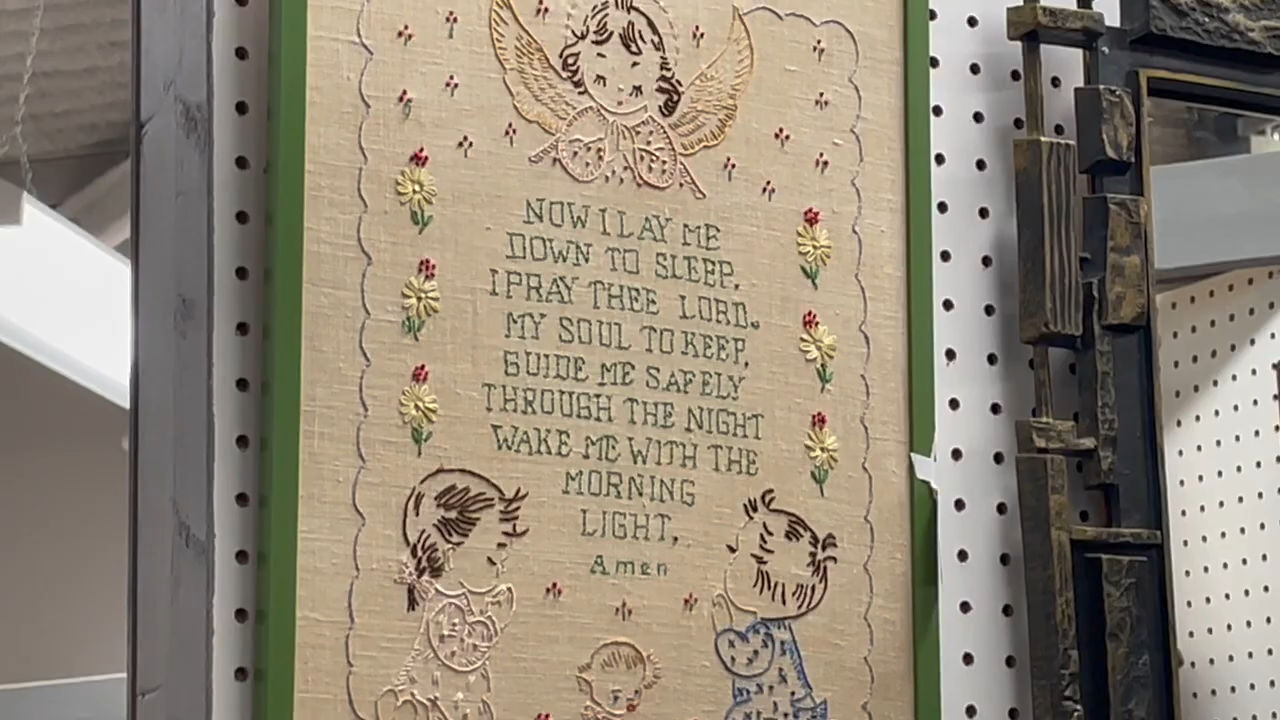 NOW I LAY ME
DOWN TO SLEEP.
I PRAY THEE LORD.
MY SOUL TO KEEP,
GUIDE ME SAFELY
THROUGH THE NIGHT
WAKE ME WITH THE
MORNING
LIGHT,
Amen